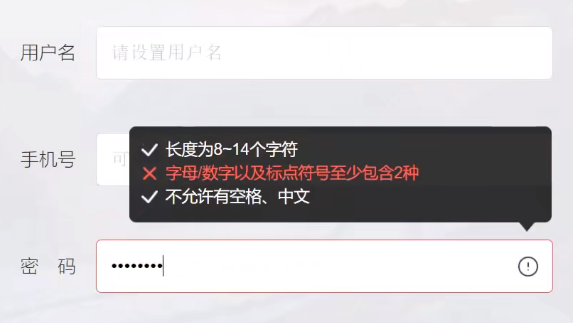 用户名 请设置用户名
手机号 可
长度为8~14个字符
字母/数字以及标点符号至少包含2种
不允许有空格、中文
密 码 ••••••••